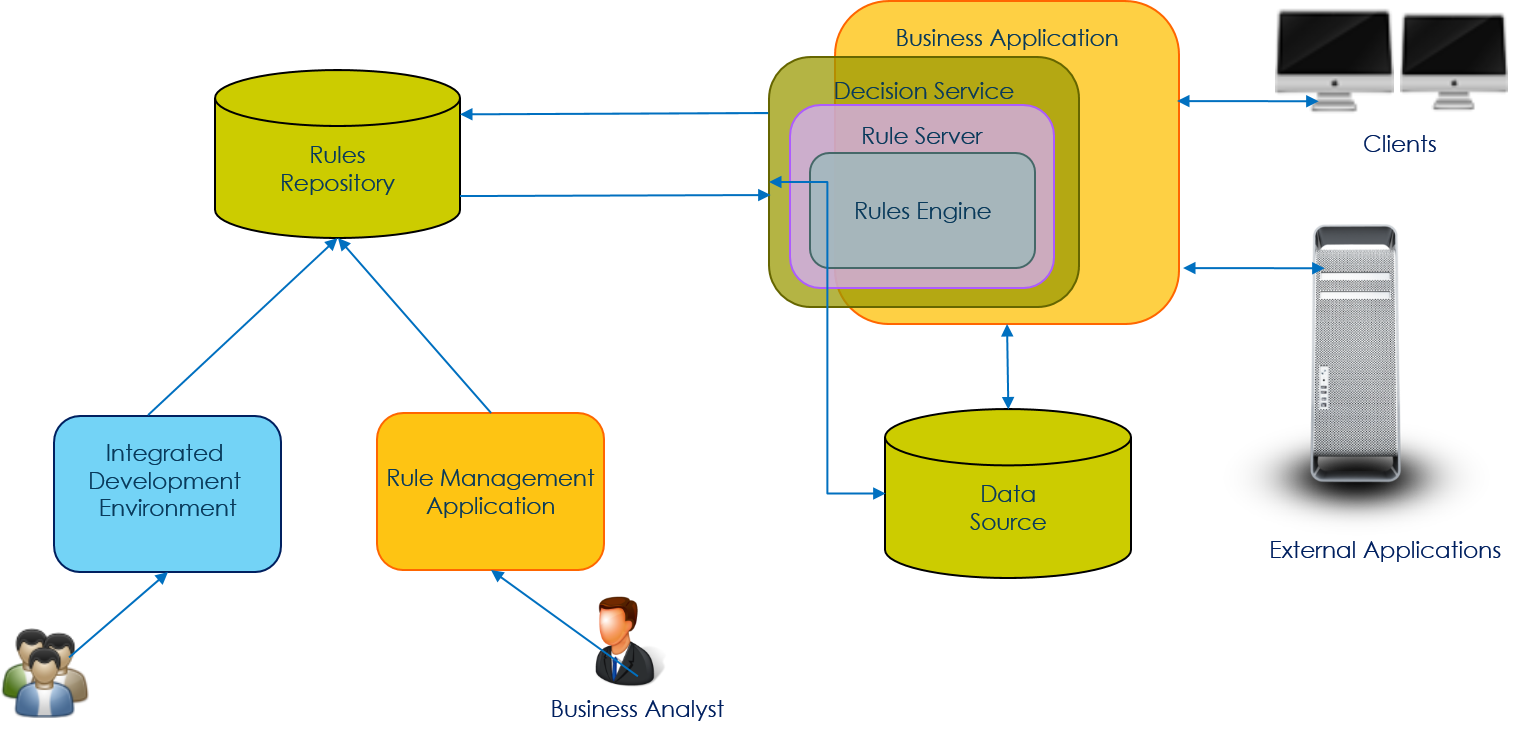 Business Application
Decision Service
Rule Server
Rules Engine
Rules
Repository
Clients
Integrated
Development
Environment
Rule Management
Application
Data
Source
External Applications
Business Analyst